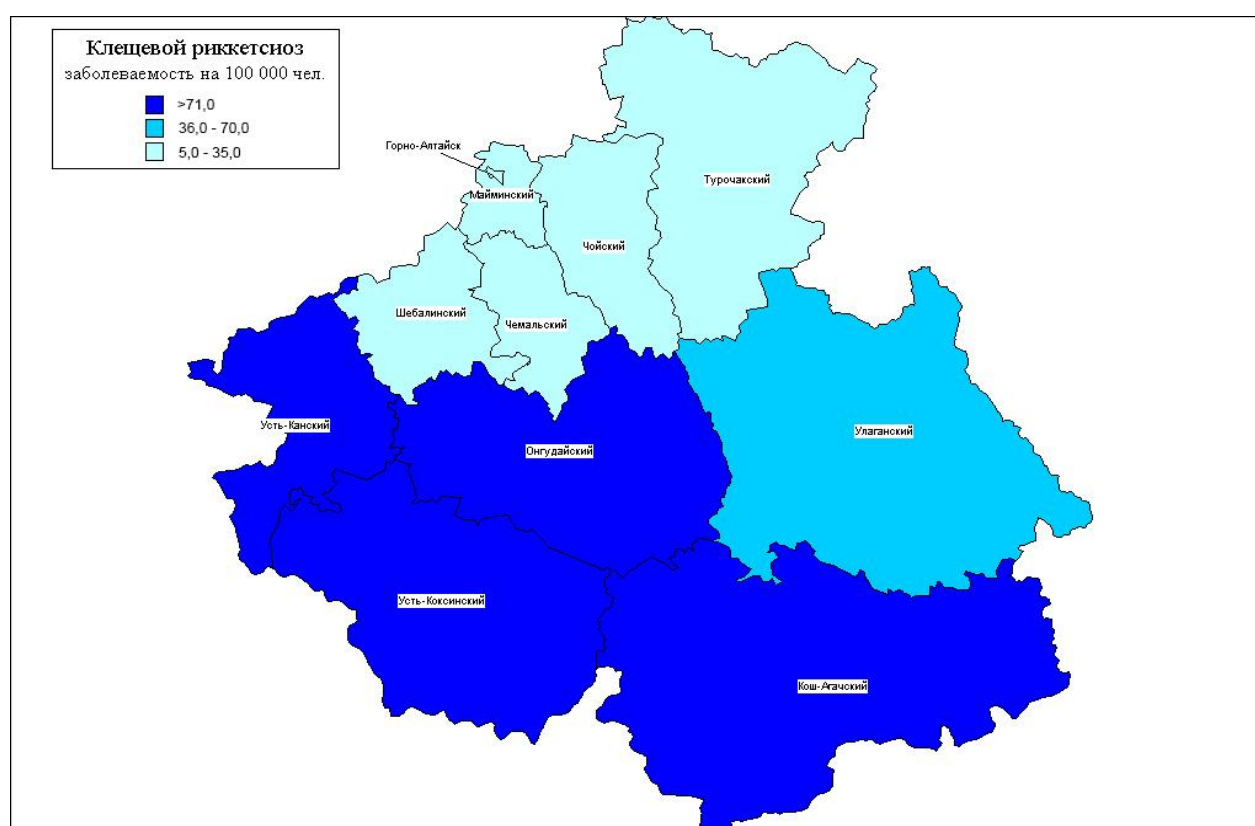 Клещевой риккетсиоз
заболеваемость на 100 000 чел.
>71,0
36,0 - 70,0
5,0 - 35,0
Горно-Алтайск
Майминский
Турочакский
Чойский
Шебалинский
Чемальский
Усть-Канский
Онгудайский
Улаганский
Усть-Коксинский
Кош-Агачский